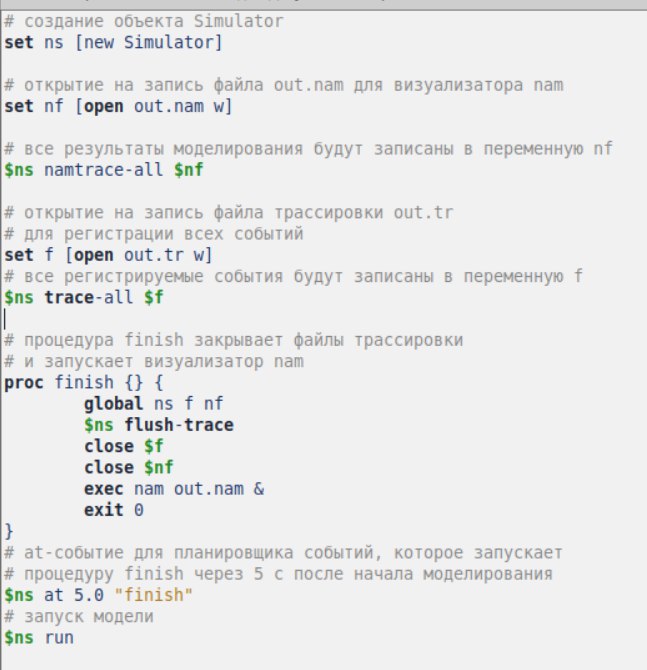 # создание объекта Simulator
set ns [new Simulator]
# открытие на запись файла out.nam для визуализатора nam
set nf [open out.nam w]
# все результаты моделирования будут записаны в переменную nf
$ns namtrace-all $nf
# открытие на запись файла трассировки out.tr
# для регистрации всех событий
set f [open out.tr w]
# все регистрируемые события будут записаны в переменную f
$ns trace-all $f
# процедура finish закрывает файлы трассировки
# и запускает визуализатор nam
proc finish {} {
        global ns f nf
        $ns flush-trace
        close $f
        close $nf
        exec nam out.nam &
        exit 0
}
# at-событие для планировщика событий, которое запускает
# процедуру finish через 5 с после начала моделирования
$ns at 5.0 "finish"
# запуск модели
$ns run